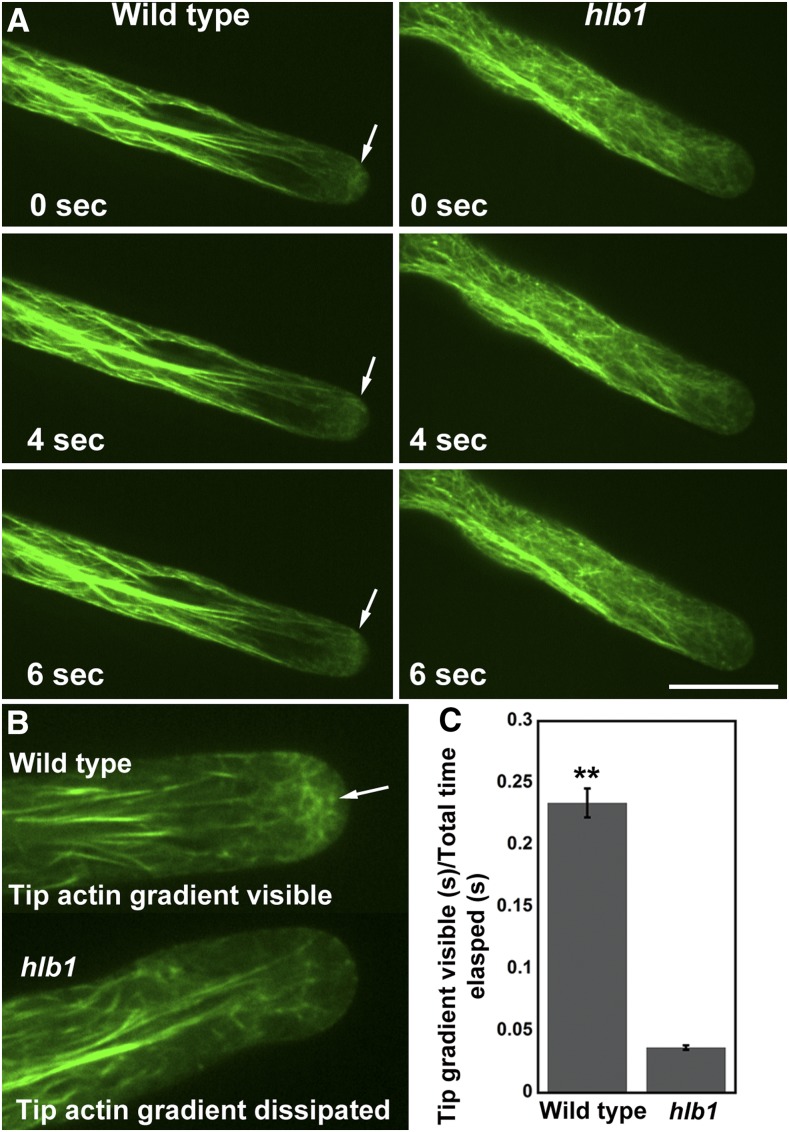 A
Wild type
hlb1
0 sec
0 sec
4 sec
4 sec
6 sec
6 sec
B
Wild type
Tip actin gradient visible
hlb1
Tip actin gradient dissipated
C
Tip gradient visible (s)/Total time
elasped (s)
0.3
0.25
0.2
0.15
0.1
0.05
0
**
Wild type
hlb1